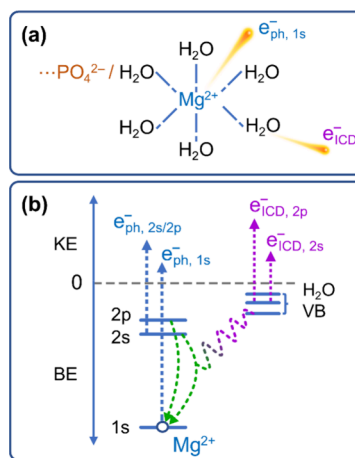 (a)
e⁻ph, 1s
H₂O
···PO₄²⁻/ H₂O H₂O
Mg²⁺
H₂O H₂O
e⁻ICD
H₂O
(b)
e⁻ICD, 2p
e⁻ph, 2s/2p
e⁻ICD, 2s
KE
e⁻ph, 1s
0
H₂O
VB
2p
2s
BE
1s
Mg²⁺